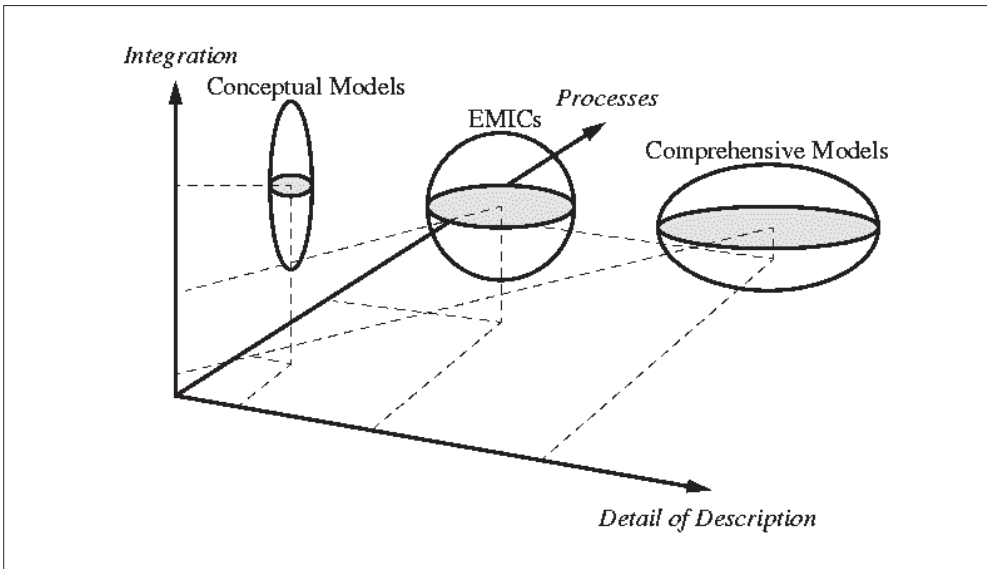 Integration
Conceptual Models
Processes
EMICs
Comprehensive Models
Detail of Description